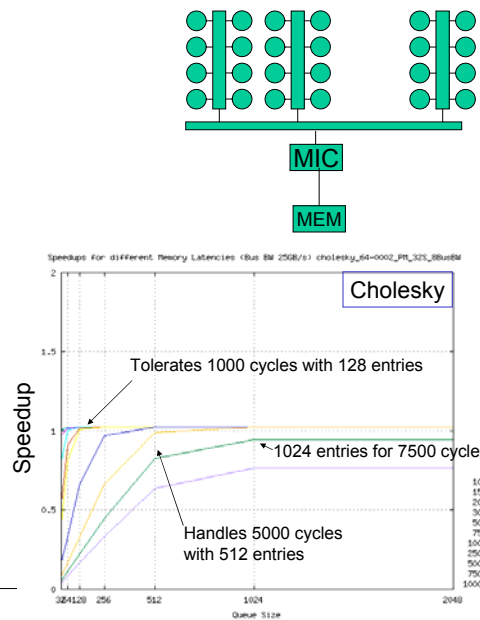 MIC
MEM
Speedups for different Memory Latencies (Bus BW 25GB/s) cholesky_64-0002_PM_32S_8BusBW
2
Cholesky
1.5
Tolerates 1000 cycles with 128 entries
Speedup
1
1024 entries for 7500 cycle
0.5
Handles 5000 cycles
with 512 entries
0
3264128 256 512 1024 2048
Queue Size